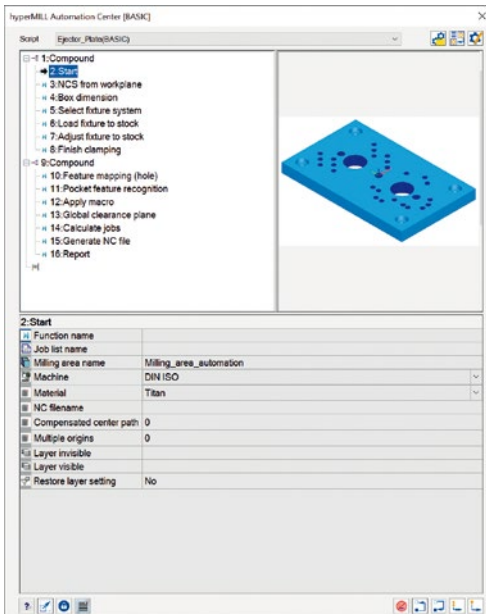 hyperMILL Automation Center [BASIC]
Script Ejector_Plate(BASIC)
1:Compound
2:Start
3:NCS from workplane
4:Box dimension
5:Select fixture system
6:Load fixture to stock
7:Adjust fixture to stock
8:Finish clamping
9:Compound
10:Feature mapping (hole)
11:Pocket feature recognition
12:Apply macro
13:Global clearance plane
14:Calculate jobs
15:Generate NC file
16:Report
2:Start
Function name
Job list name
Milling area name Milling_area_automation
Machine DIN ISO
Material Titan
NC filename
Compensated center path 0
Multiple origins 0
Layer invisible
Layer visible
Restore layer setting No